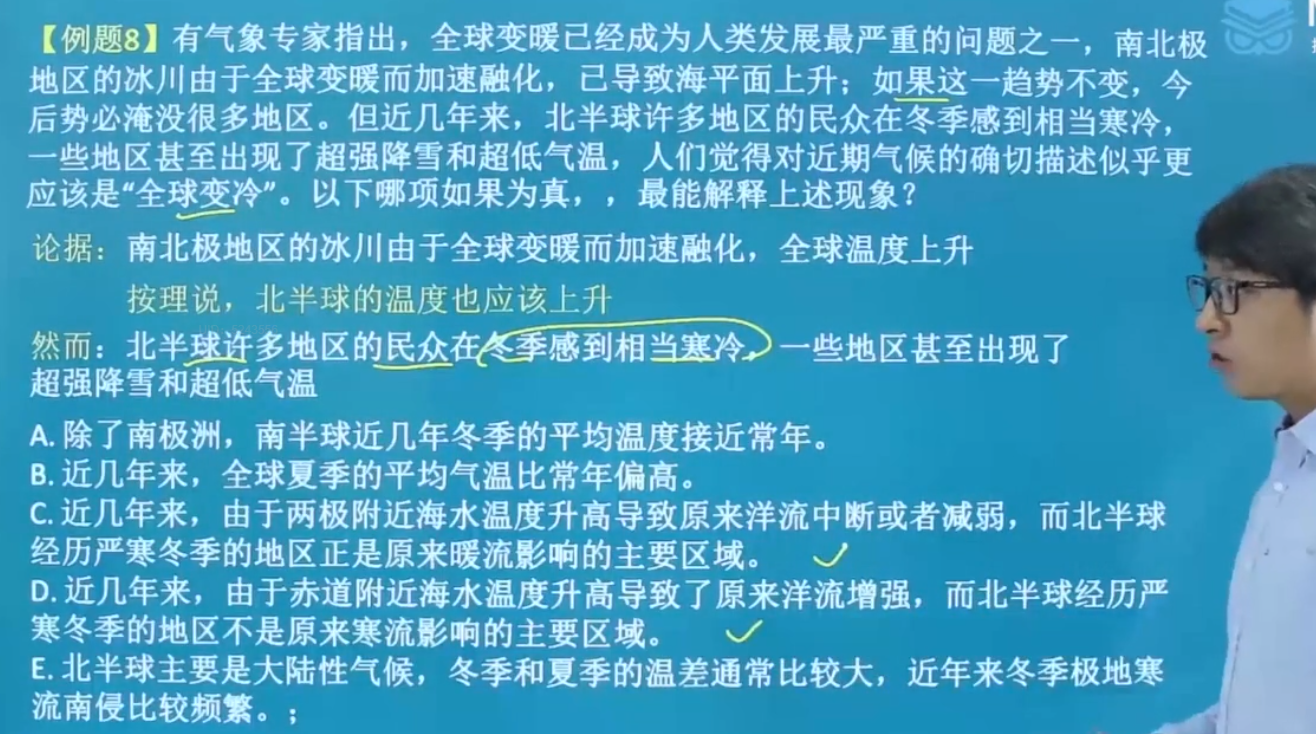 【例题8】有气象专家指出，全球变暖已经成为人类发展最严重的问题之一，南北极
地区的冰川由于全球变暖而加速融化，已导致海平面上升；如果这一趋势不变，今
后势必淹没很多地区。但近几年来，北半球许多地区的民众在冬季感到相当寒冷，
一些地区甚至出现了超强降雪和超低气温，人们觉得对近期气候的确切描述似乎更
应该是“全球变冷”。以下哪项如果为真，，最能解释上述现象？
论据：南北极地区的冰川由于全球变暖而加速融化，全球温度上升
按理说，北半球的温度也应该上升
然而：北半球许多地区的民众在冬季感到相当寒冷，一些地区甚至出现了
超强降雪和超低气温
A. 除了南极洲，南半球近几年冬季的平均温度接近常年。
B. 近几年来，全球夏季的平均气温比常年偏高。
C. 近几年来，由于两极附近海水温度升高导致原来洋流中断或者减弱，而北半球
经历严寒冬季的地区正是原来暖流影响的主要区域。
D. 近几年来，由于赤道附近海水温度升高导致了原来洋流增强，而北半球经历严
寒冬季的地区不是原来寒流影响的主要区域。
E. 北半球主要是大陆性气候，冬季和夏季的温差通常比较大，近年来冬季极地寒
流南侵比较频繁。；